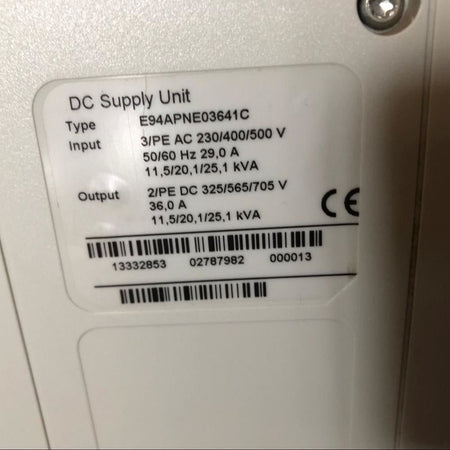 DC Supply Unit
Type E94APNE03641C
Input 3/PE AC 230/400/500 V
50/60 Hz 29,0 A
11,5/20,1/25,1 kVA
Output 2/PE DC 325/565/705 V
36,0 A
11,5/20,1/25,1 kVA
CE
13332853 02787982 000013